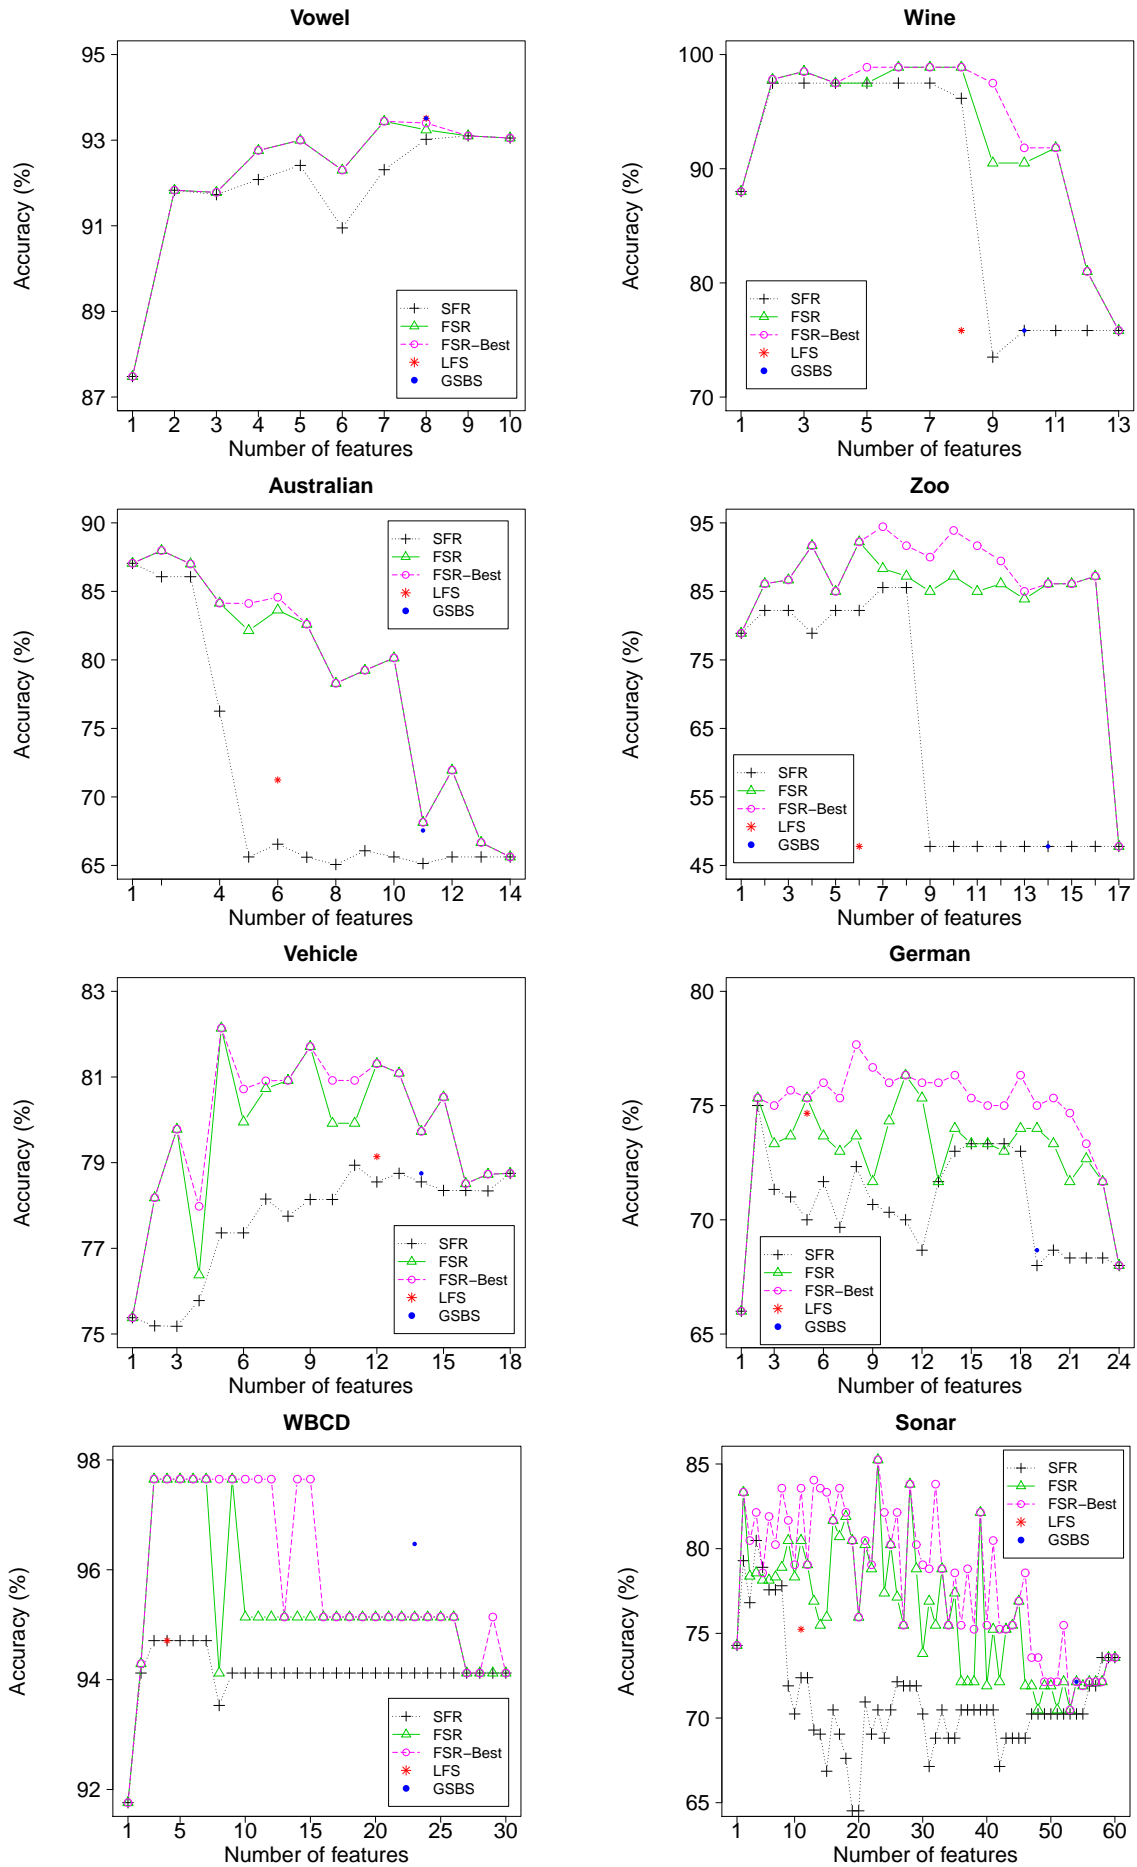 Vowel
Accuracy (%)
95
93
91
89
87
SFR
FSR
FSR−Best
LFS
GSBS
1 2 3 4 5 6 7 8 9 10
Number of features
Wine
Accuracy (%)
100
90
80
70
SFR
FSR
FSR−Best
LFS
GSBS
1 3 5 7 9 11 13
Number of features
Australian
Accuracy (%)
90
85
80
75
70
65
SFR
FSR
FSR−Best
LFS
GSBS
1 4 6 8 10 12 14
Number of features
Zoo
Accuracy (%)
95
85
75
65
55
45
SFR
FSR
FSR−Best
LFS
GSBS
1 3 5 7 9 11 13 15 17
Number of features
Vehicle
Accuracy (%)
83
81
79
77
75
SFR
FSR
FSR−Best
LFS
GSBS
1 3 6 9 12 15 18
Number of features
German
Accuracy (%)
80
75
70
65
SFR
FSR
FSR−Best
LFS
GSBS
1 3 6 9 12 15 18 21 24
Number of features
WBCD
Accuracy (%)
98
96
94
92
SFR
FSR
FSR−Best
LFS
GSBS
1 5 10 15 20 25 30
Number of features
Sonar
Accuracy (%)
85
80
75
70
65
SFR
FSR
FSR−Best
LFS
GSBS
1 10 20 30 40 50 60
Number of features